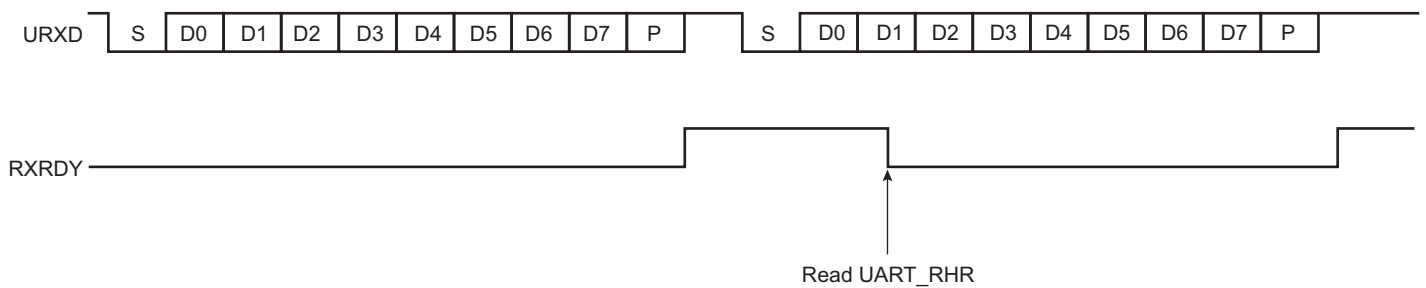 URXD S D0 D1 D2 D3 D4 D5 D6 D7 P S D0 D1 D2 D3 D4 D5 D6 D7 P
RXRDY
Read UART_RHR